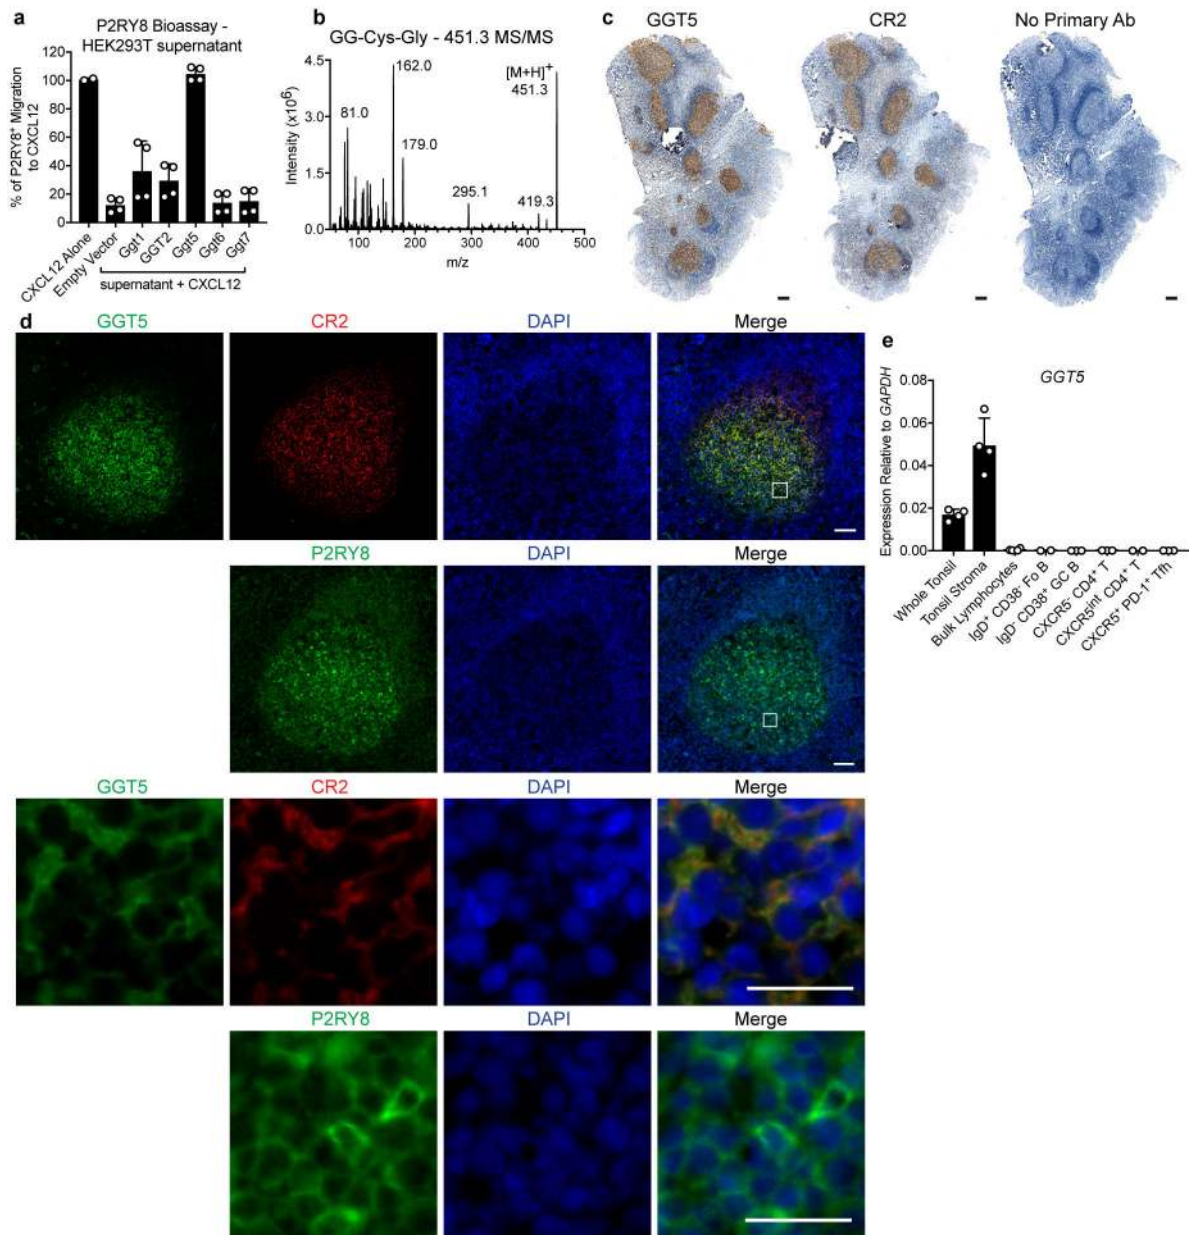 a
P2RY8 Bioassay -
HEK293T supernatant
% of P2RY8⁺ Migration
to CXCL12
120
100
80
60
40
20
0
CXCL12 Alone
Empty Vector
Ggt1
GGT2
Ggt5
Ggt6
Ggt7
supernatant + CXCL12
b
GG-Cys-Gly - 451.3 MS/MS
Intensity (x10⁶)
4.5
3.0
1.5
0.0
81.0
162.0
179.0
295.1
419.3
[M+H]⁺
451.3
100
200
300
400
500
m/z
c
GGT5
CR2
No Primary Ab
d
GGT5
CR2
DAPI
Merge
P2RY8
DAPI
Merge
GGT5
CR2
DAPI
Merge
P2RY8
DAPI
Merge
e
GGT5
Expression Relative to GAPDH
0.08
0.06
0.04
0.02
0.00
Whole Tonsil
Tonsil Stroma
Bulk Lymphocytes
IgD⁺ CD38⁻ Fo B
IgD⁻ CD38⁺ GC B
CXCR5⁻ CD4⁺ T
CXCR5ⁱⁿᵗ CD4⁺ T
CXCR5⁺ PD-1⁺ Tfh